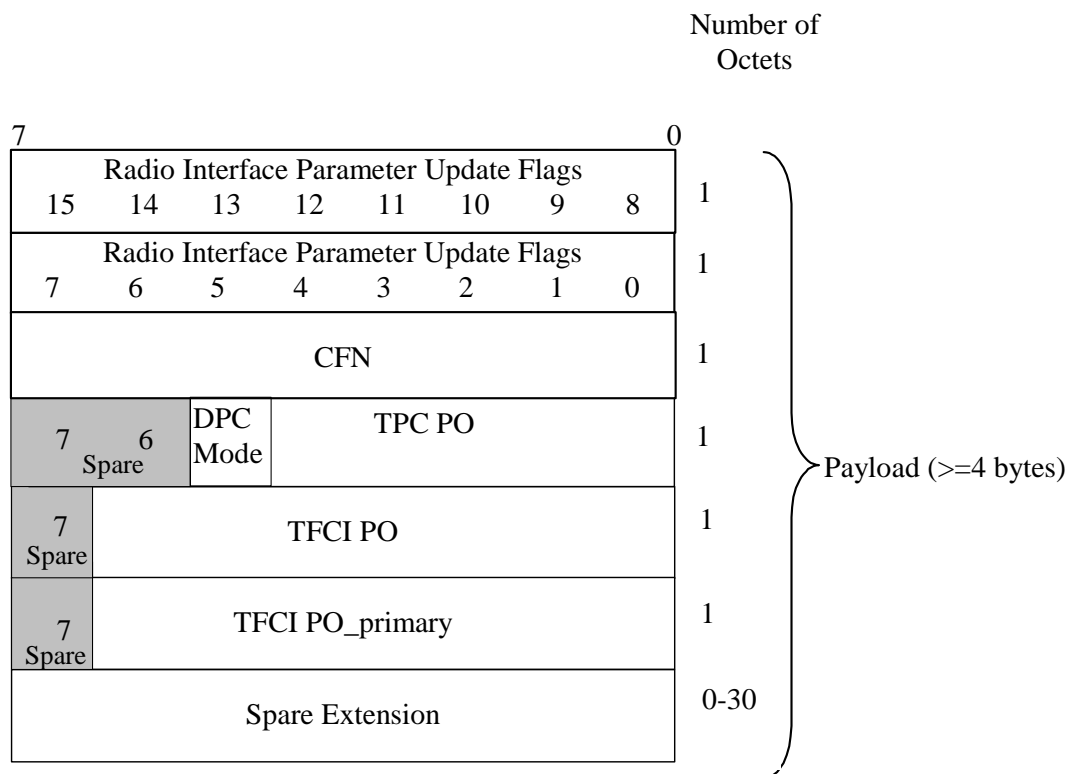 Number of
Octets
7 0
Radio Interface Parameter Update Flags
15 14 13 12 11 10 9 8
1
Radio Interface Parameter Update Flags
7 6 5 4 3 2 1 0
1
CFN
1
7 6
Spare
DPC
Mode
TPC PO
1
Payload (>=4 bytes)
7
Spare
TFCI PO
1
7
Spare
TFCI PO_primary
1
Spare Extension
0-30